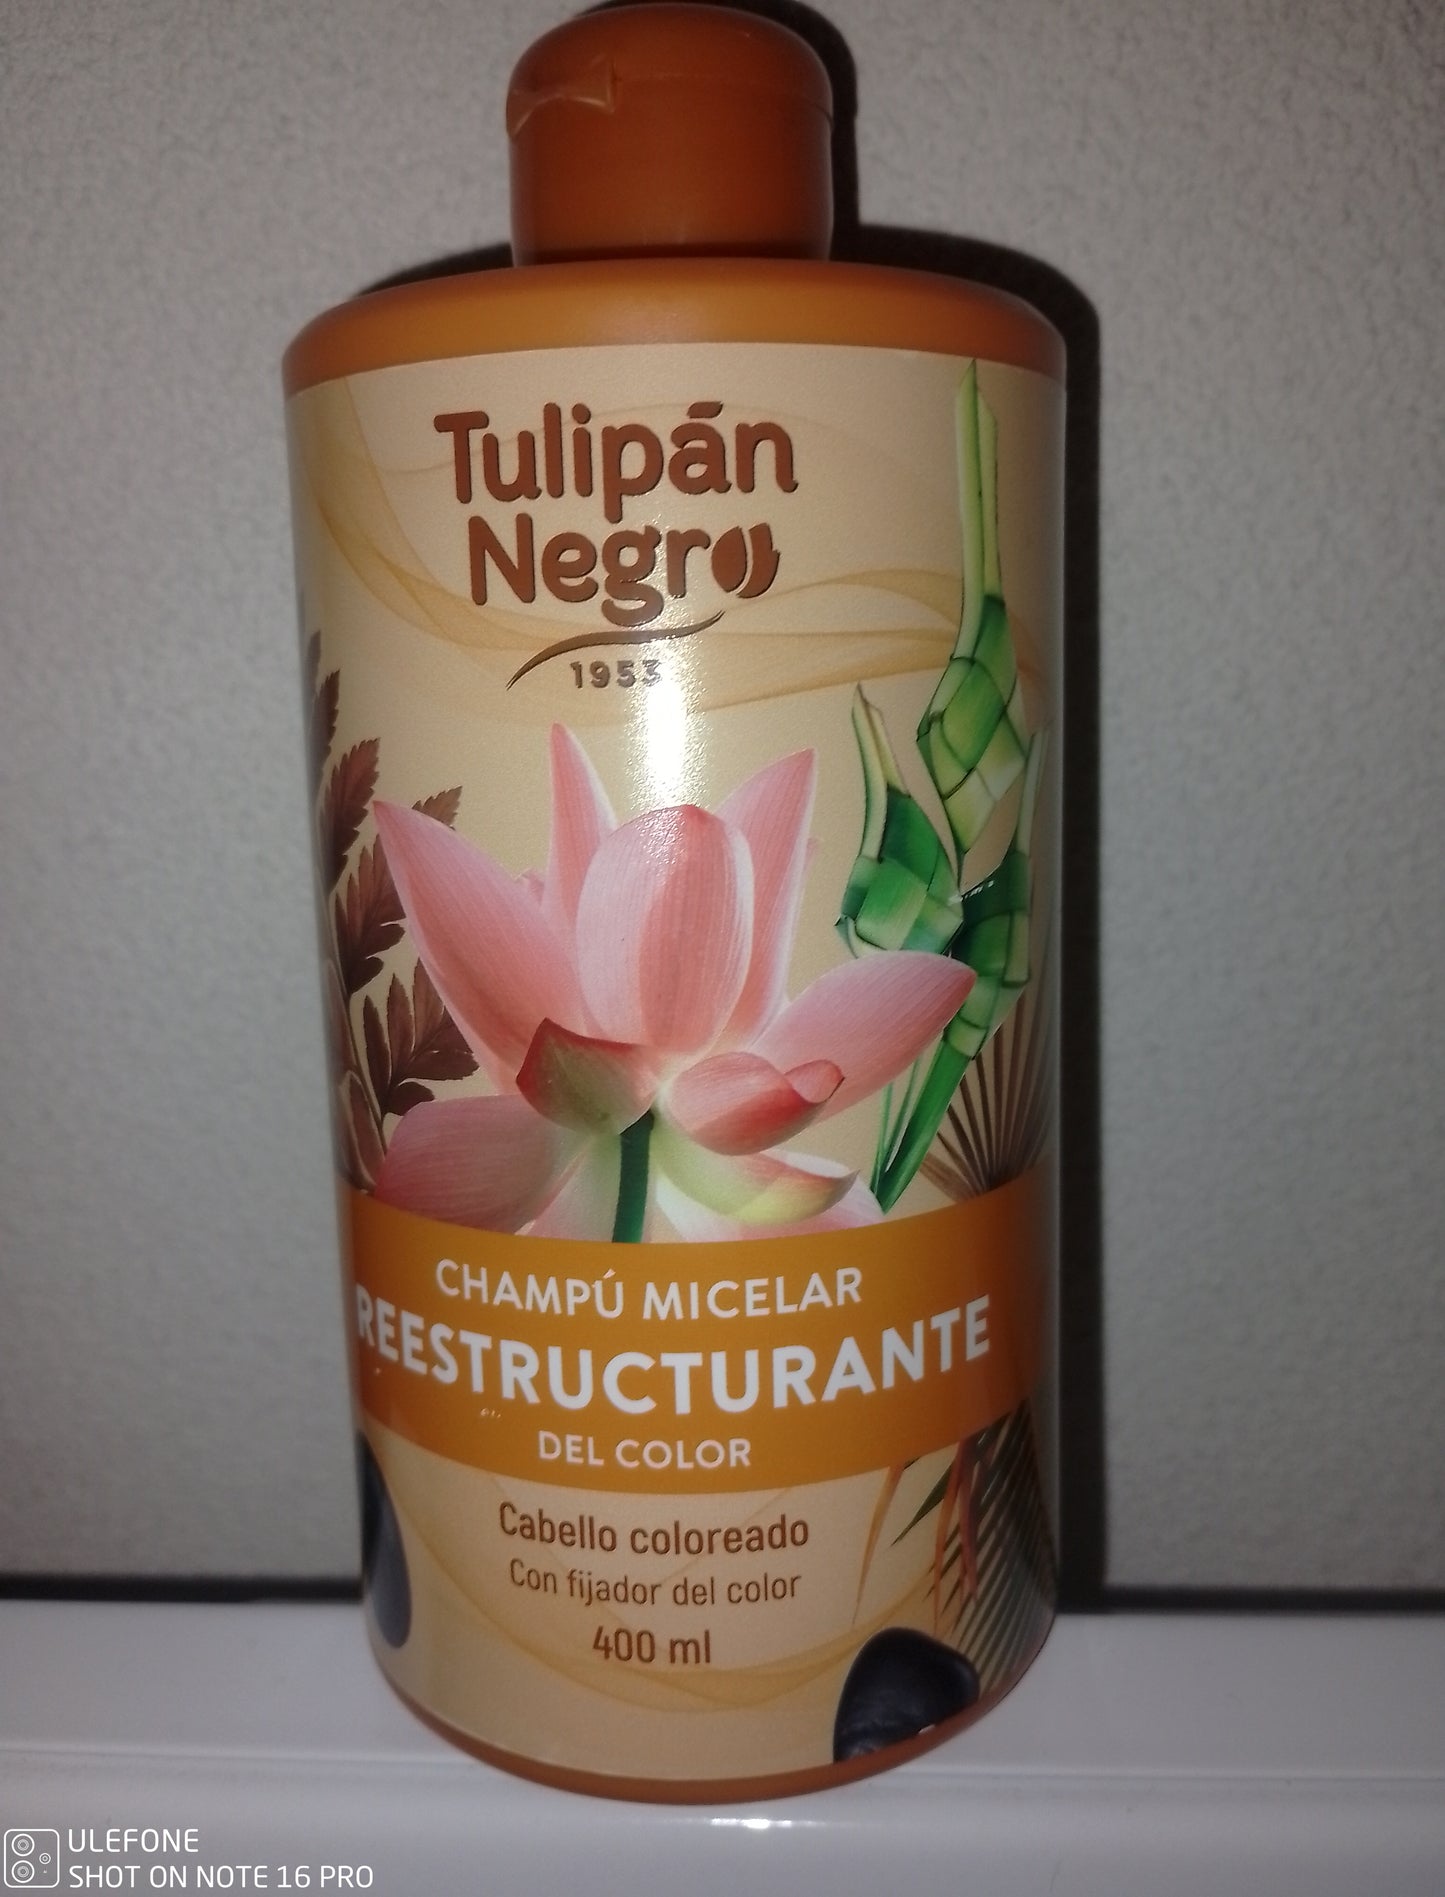 Tulipán
Negro
1953
CHAMPÚ MICELAR
REESTRUCTURANTE
DEL COLOR
Cabello coloreado
Con fijador del color
400 ml
ULEFONE
SHOT ON NOTE 16 PRO